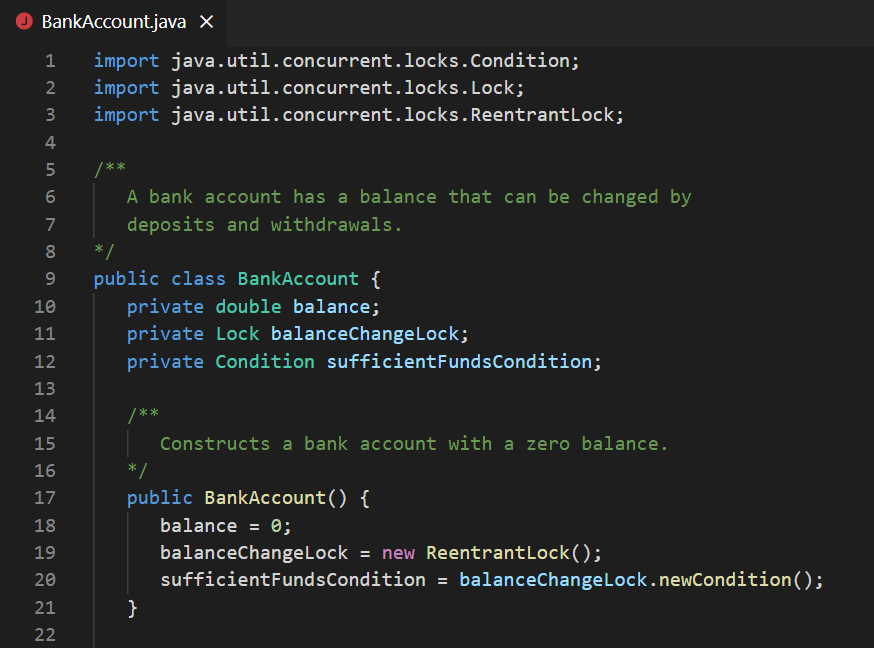 J BankAccount.java ×
1 import java.util.concurrent.locks.Condition;
2 import java.util.concurrent.locks.Lock;
3 import java.util.concurrent.locks.ReentrantLock;
4
5 /**
6    A bank account has a balance that can be changed by
7    deposits and withdrawals.
8 */
9 public class BankAccount {
10    private double balance;
11    private Lock balanceChangeLock;
12    private Condition sufficientFundsCondition;
13
14    /**
15       Constructs a bank account with a zero balance.
16    */
17    public BankAccount() {
18       balance = 0;
19       balanceChangeLock = new ReentrantLock();
20       sufficientFundsCondition = balanceChangeLock.newCondition();
21    }
22